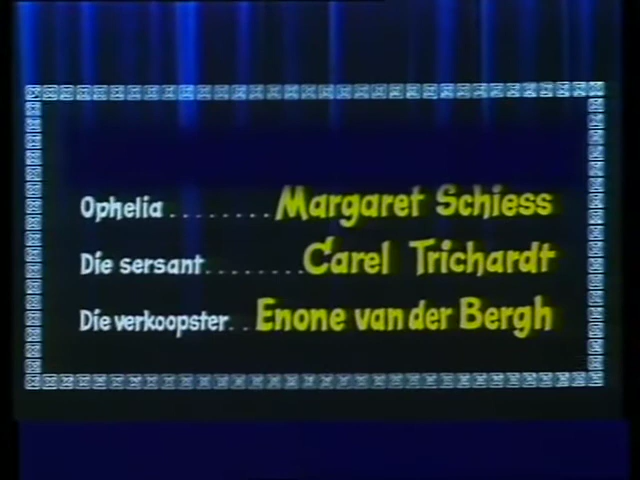 Ophelia ........ Margaret Schiess
Die sersant ........ Carel Trichardt
Die verkoopster .. Enone van der Bergh